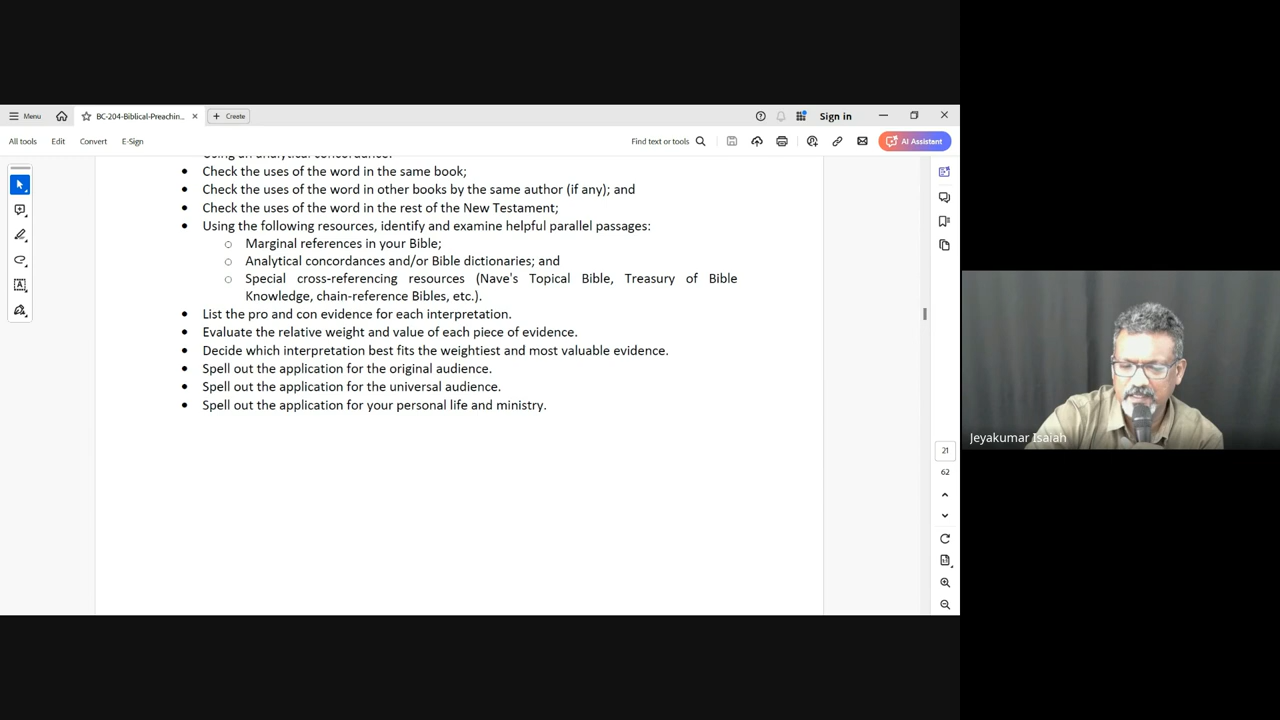 Menu
BC-204-Biblical-Preachin...
Create
Sign in
All tools
Edit
Convert
E-Sign
Find text or tools
AI Assistant
Using an analytical concordance:
• Check the uses of the word in the same book;
• Check the uses of the word in other books by the same author (if any); and
• Check the uses of the word in the rest of the New Testament;
• Using the following resources, identify and examine helpful parallel passages:
○ Marginal references in your Bible;
○ Analytical concordances and/or Bible dictionaries; and
○ Special cross-referencing resources (Nave's Topical Bible, Treasury of Bible
Knowledge, chain-reference Bibles, etc.).
• List the pro and con evidence for each interpretation.
• Evaluate the relative weight and value of each piece of evidence.
• Decide which interpretation best fits the weightiest and most valuable evidence.
• Spell out the application for the original audience.
• Spell out the application for the universal audience.
• Spell out the application for your personal life and ministry.
21
62
Jeyakumar Isaiah